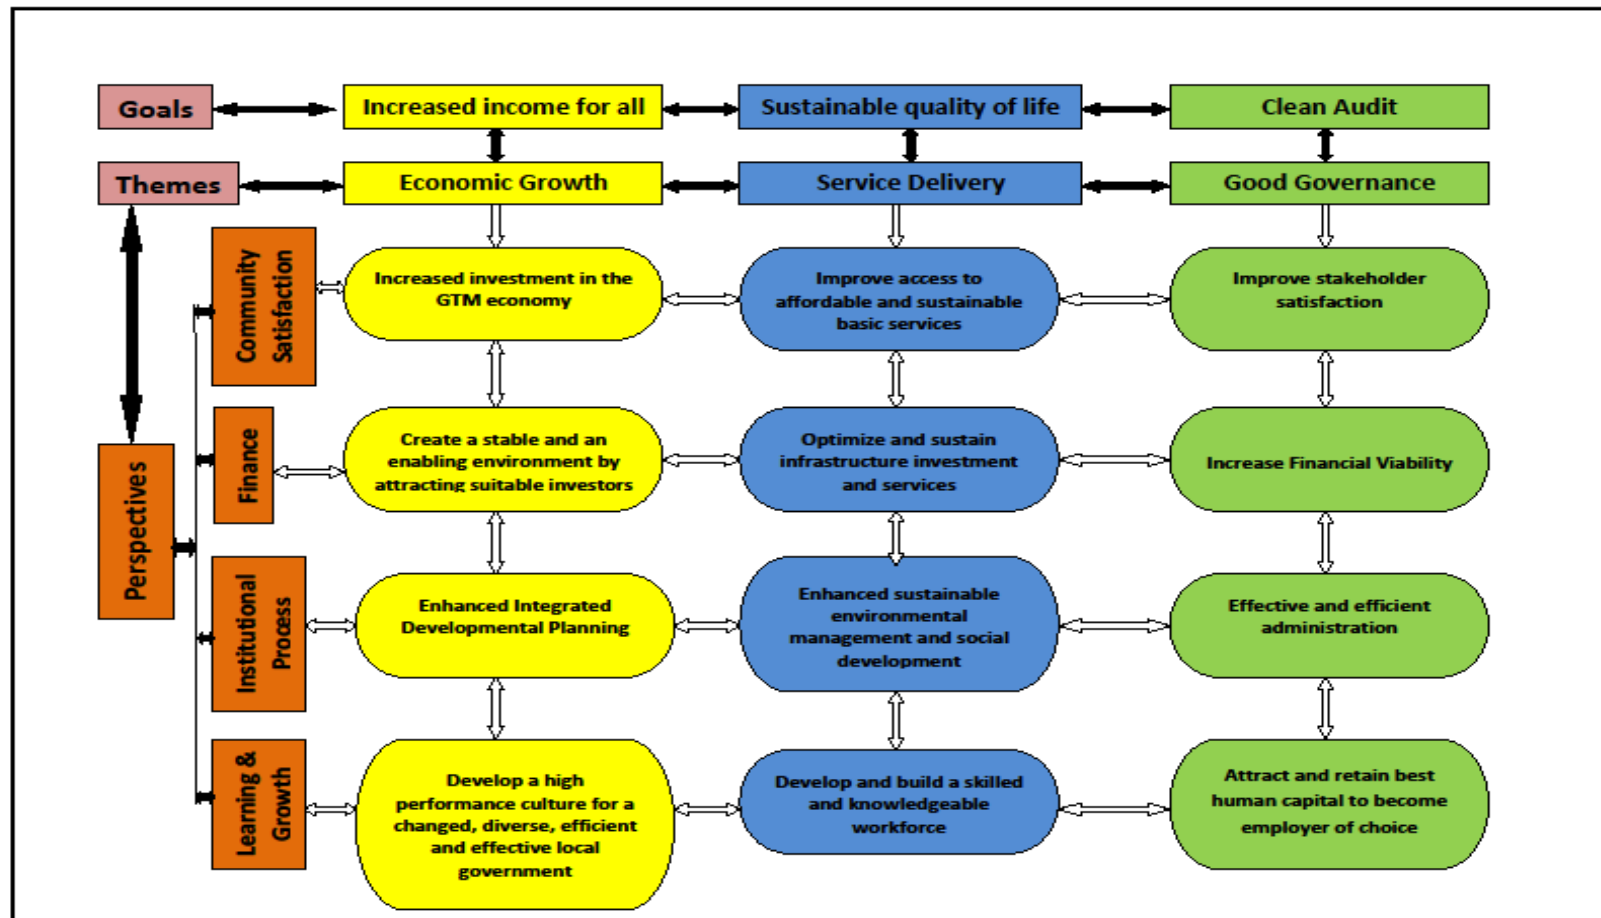 Goals
Increased income for all
Sustainable quality of life
Clean Audit
Themes
Economic Growth
Service Delivery
Good Governance
Perspectives
Community
Satisfaction
Increased investment in the
GTM economy
Improve access to
affordable and sustainable
basic services
Improve stakeholder
satisfaction
Finance
Create a stable and an
enabling environment by
attracting suitable investors
Optimize and sustain
infrastructure investment
and services
Increase Financial Viability
Institutional
Process
Enhanced Integrated
Developmental Planning
Enhanced sustainable
environmental
management and social
development
Effective and efficient
administration
Learning &
Growth
Develop a high
performance culture for a
changed, diverse, efficient
and effective local
government
Develop and build a skilled
and knowledgeable
workforce
Attract and retain best
human capital to become
employer of choice